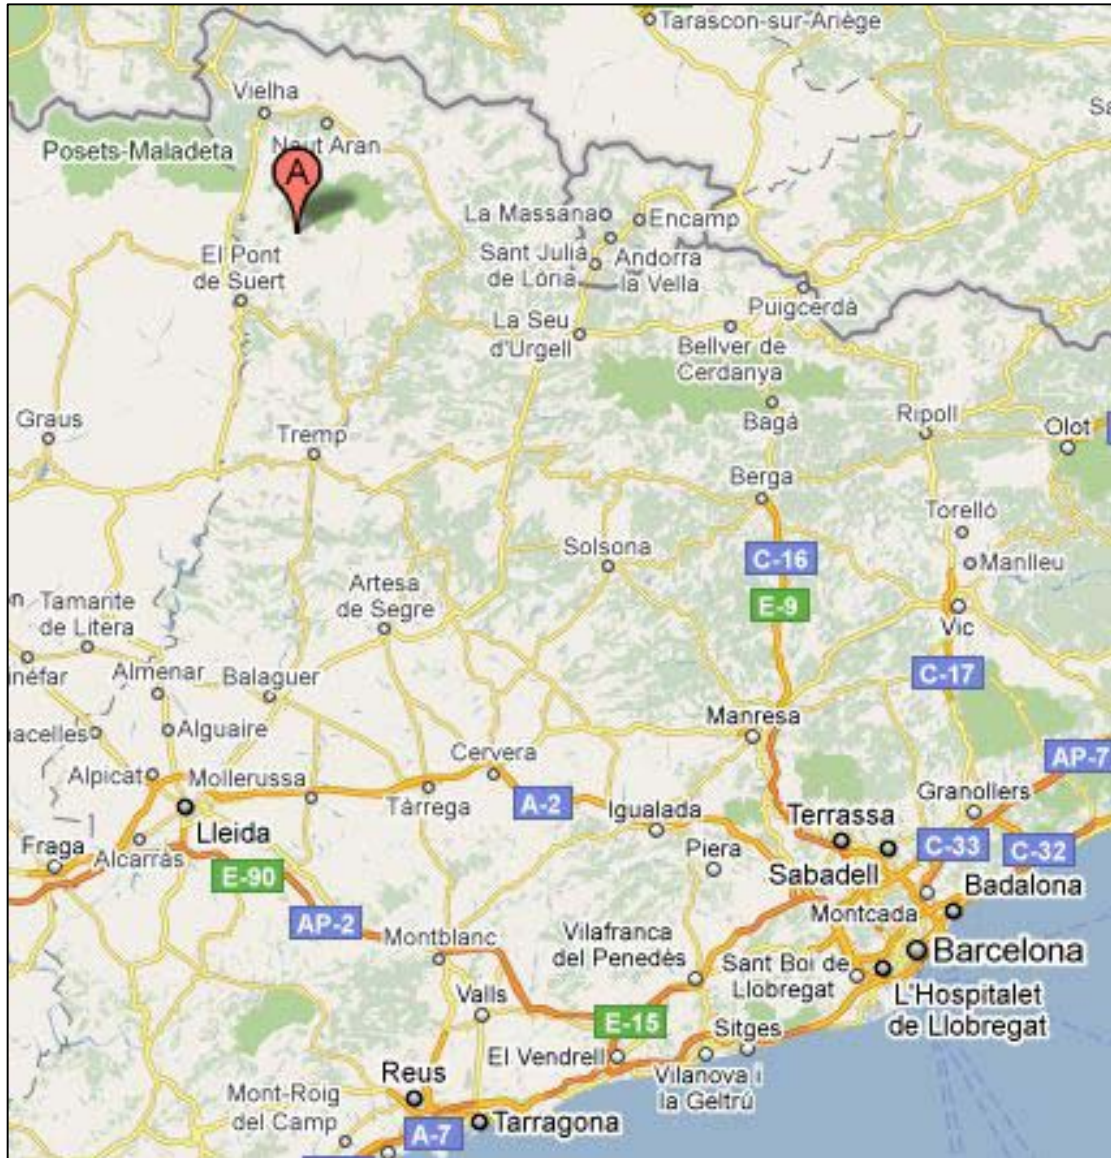 Tarascon-sur-Ariège
Vielha
Naut Aran
Posets-Maladeta
A
La Massana
Encamp
El Pont
de Suert
Sant Julià
de Lòria
Andorra
la Vella
Puigcerdà
La Seu
d'Urgell
Bellver de
Cerdanya
Graus
Bagà
Ripoll
Olot
Tremp
Berga
Torelló
Solsona
C-16
Manlleu
Artesa
de Segre
Tamarite
de Litera
E-9
Vic
Almenar
Balaguer
C-17
Alguaire
Manresa
Cervera
AP-7
Alpicat
Mollerussa
Tàrrega
A-2
Igualada
Granollers
Lleida
Terrassa
Fraga
Alcarràs
Piera
C-33
C-32
E-90
Sabadell
Badalona
AP-2
Montcada
Montblanc
Vilafranca
del Penedès
Barcelona
Sant Boi de
Llobregat
L'Hospitalet
de Llobregat
Valls
E-15
Sitges
El Vendrell
Vilanova i
la Geltrú
Reus
Mont-Roig
del Camp
A-7
Tarragona